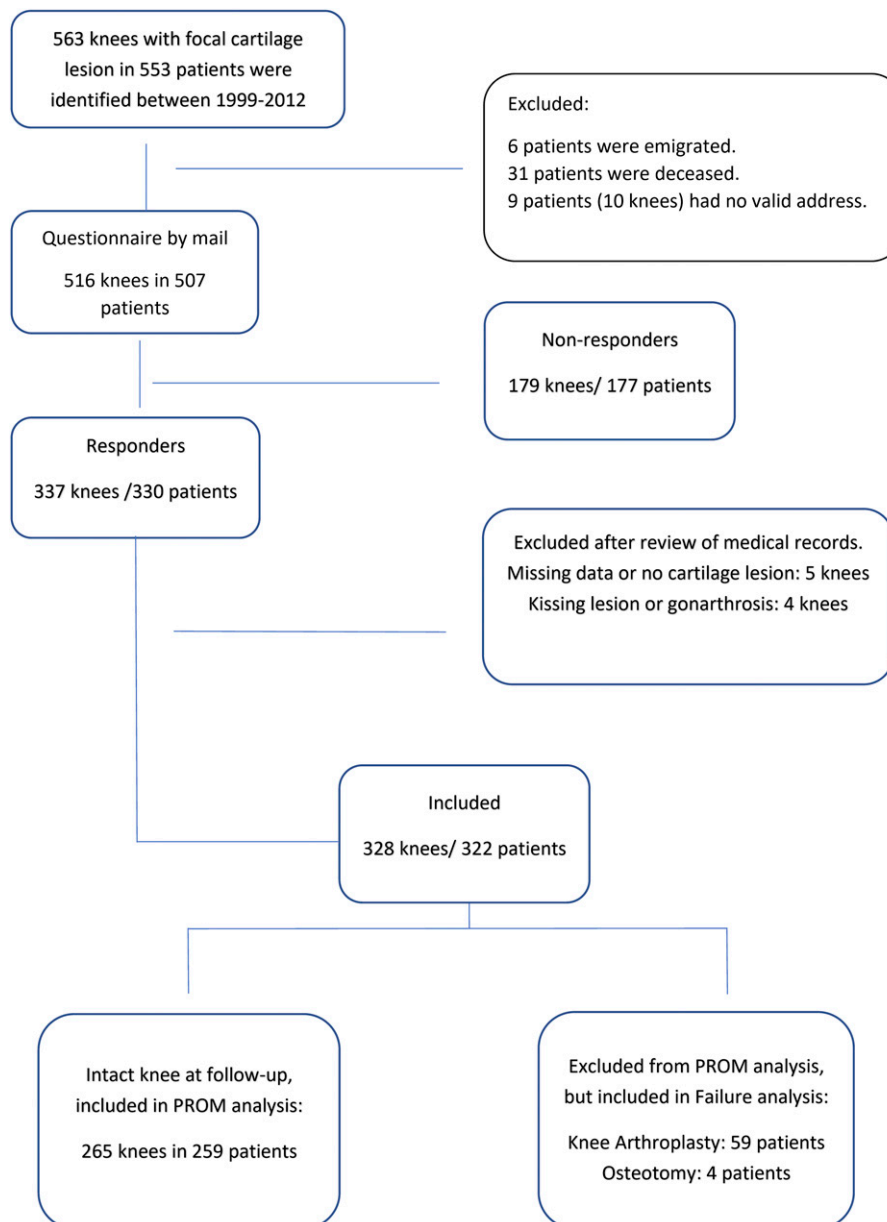 563 knees with focal cartilage
lesion in 553 patients were
identified between 1999-2012
Excluded:
6 patients were emigrated.
31 patients were deceased.
9 patients (10 knees) had no valid address.
Questionnaire by mail
516 knees in 507
patients
Non-responders
179 knees/ 177 patients
Responders
337 knees /330 patients
Excluded after review of medical records.
Missing data or no cartilage lesion: 5 knees
Kissing lesion or gonarthrosis: 4 knees
Included
328 knees/ 322 patients
Intact knee at follow-up,
included in PROM analysis:
265 knees in 259 patients
Excluded from PROM analysis,
but included in Failure analysis:
Knee Arthroplasty: 59 patients
Osteotomy: 4 patients